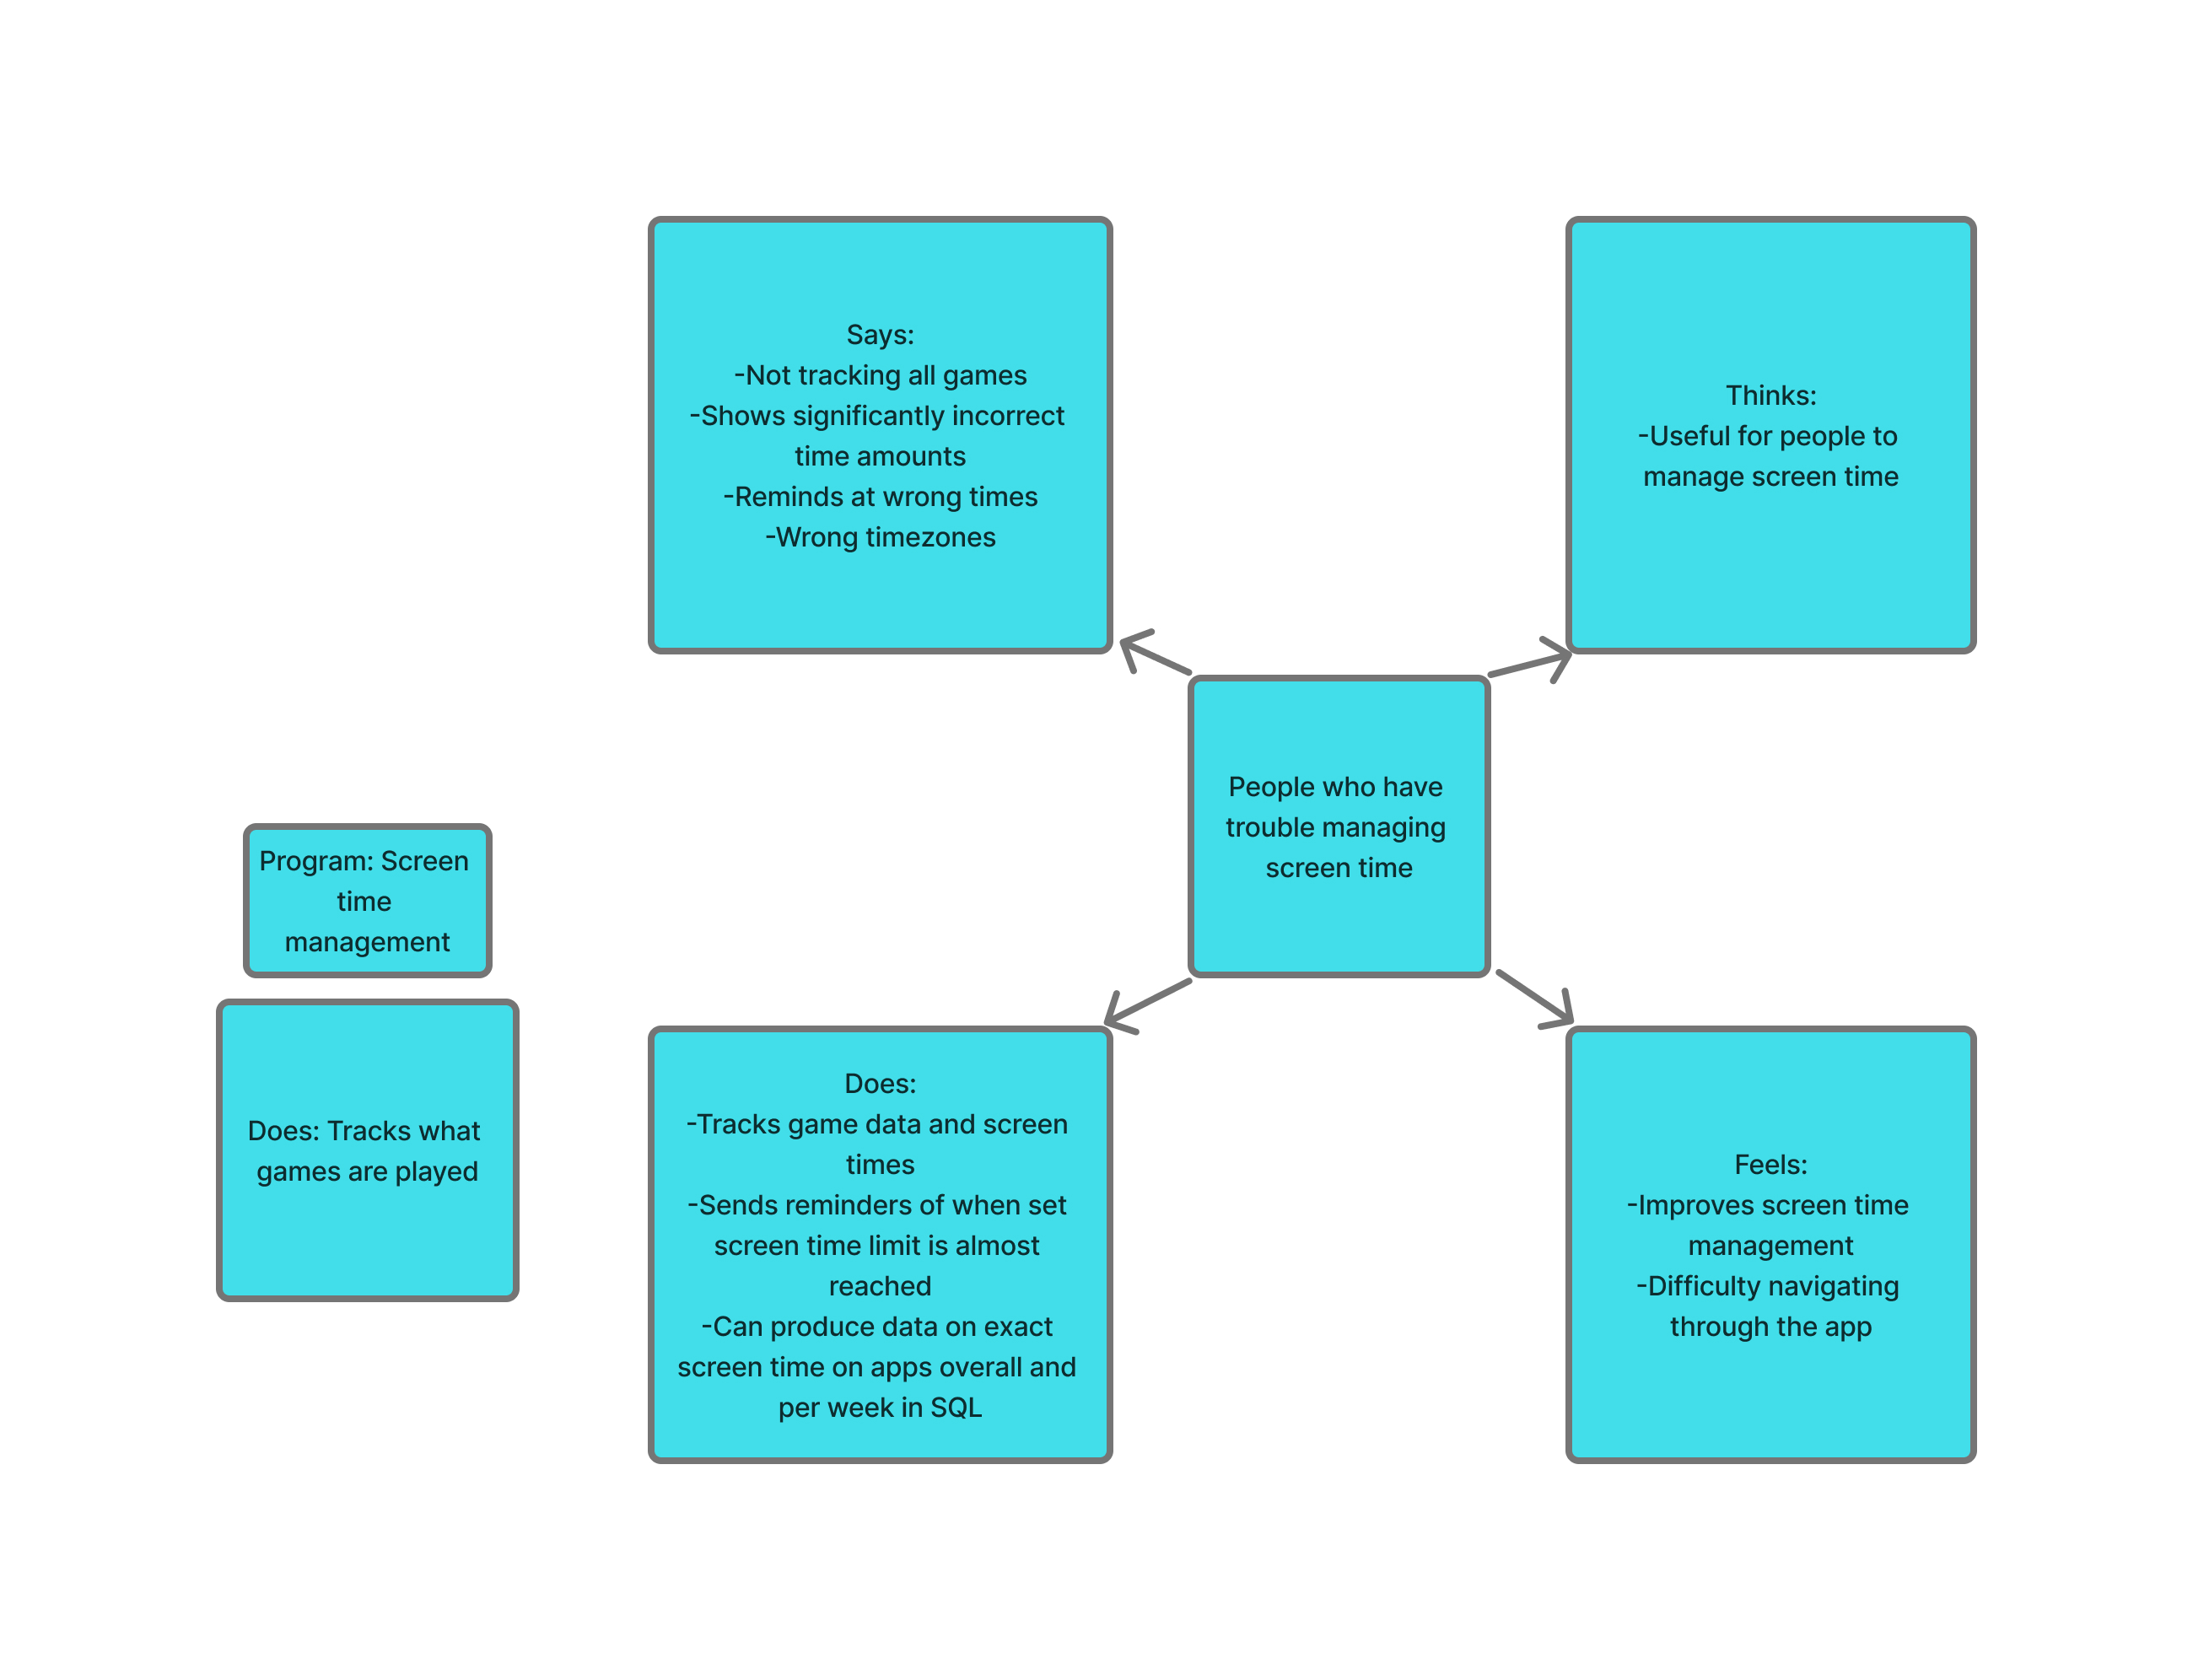 Says:
-Not tracking all games
-Shows significantly incorrect
time amounts
-Reminds at wrong times
-Wrong timezones
Thinks:
-Useful for people to
manage screen time
People who have
trouble managing
screen time
Program: Screen
time
management
Does: Tracks what
games are played
Does:
-Tracks game data and screen
times
-Sends reminders of when set
screen time limit is almost
reached
-Can produce data on exact
screen time on apps overall and
per week in SQL
Feels:
-Improves screen time
management
-Difficulty navigating
through the app